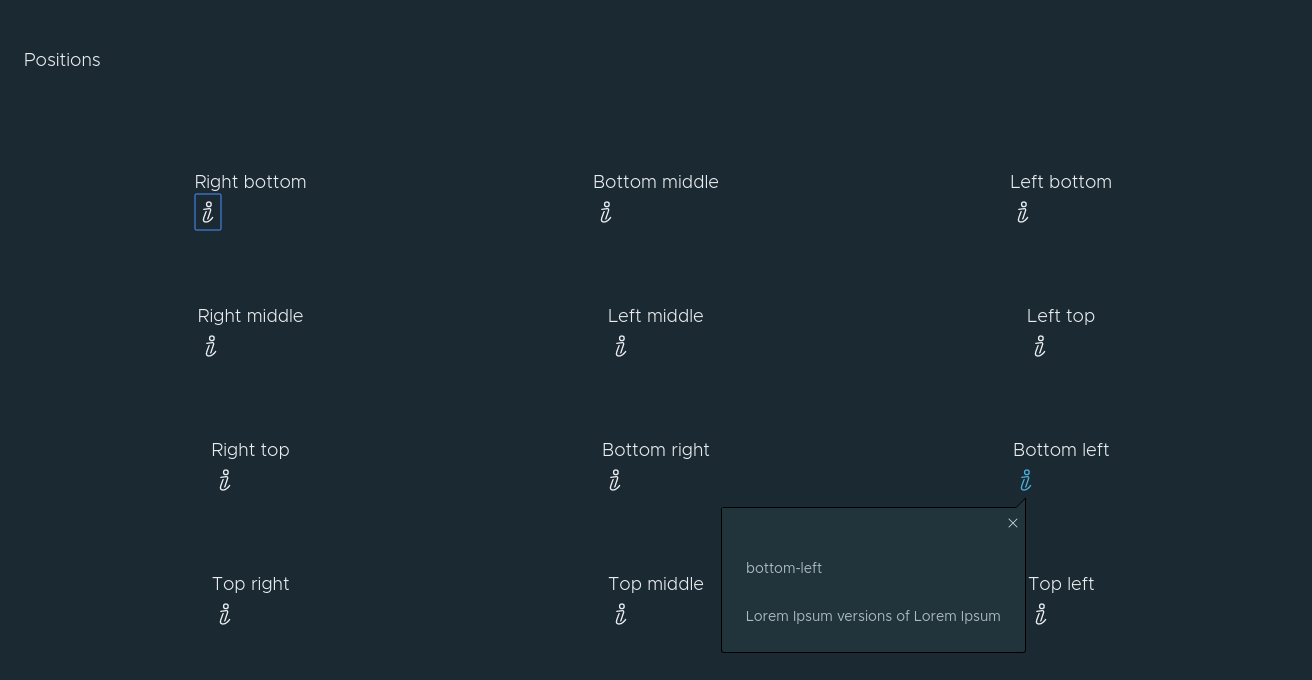 Positions
Right bottom
Bottom middle
Left bottom
Right middle
Left middle
Left top
Right top
Bottom right
Bottom left
bottom-left
Lorem Ipsum versions of Lorem Ipsum
Top right
Top middle
Top left